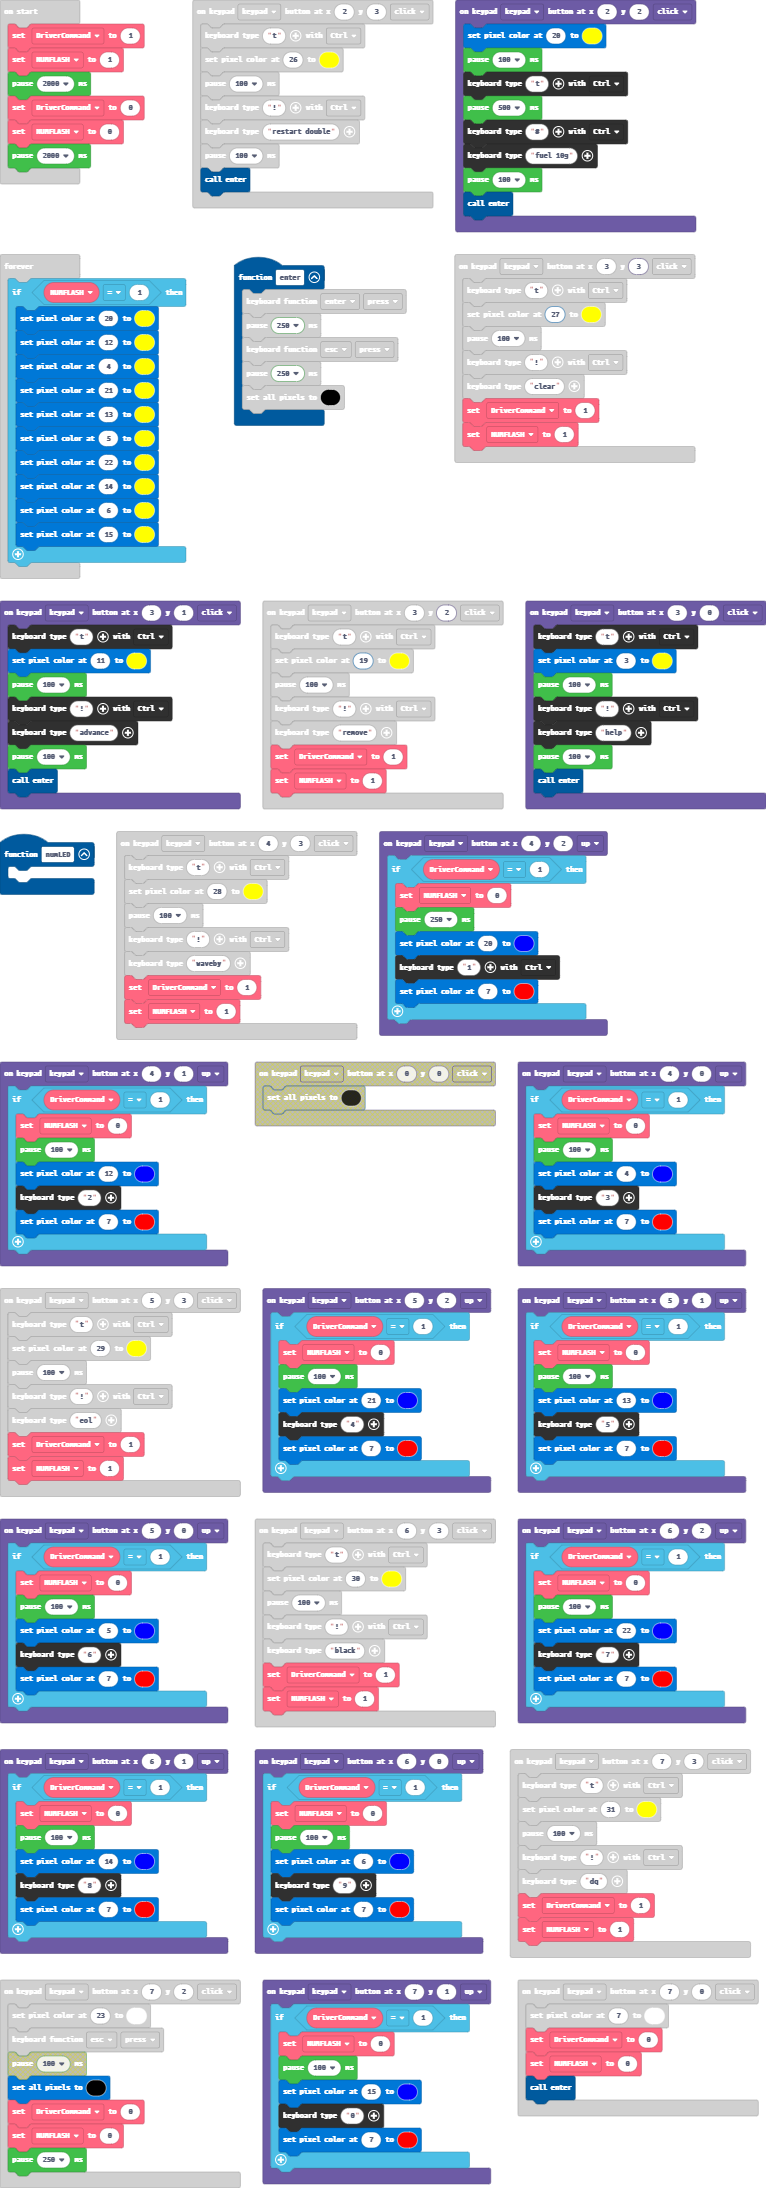 on start
set DriverCommand to 1
set NUMFLASH to 1
pause 2000 ms
set DriverCommand to 0
set NUMFLASH to 0
pause 2000 ms
on keypad keypad button at x 2 y 3 click
keyboard type "t" with Ctrl
set pixel color at 26 to
pause 100 ms
keyboard type "!" with Ctrl
keyboard type "restart double"
pause 100 ms
call enter
on keypad keypad button at x 2 y 2 click
set pixel color at 20 to
pause 100 ms
keyboard type "t" with Ctrl
pause 500 ms
keyboard type "8" with Ctrl
keyboard type "fuel 10g"
pause 100 ms
call enter
forever
if NUMFLASH = 1 then
set pixel color at 20 to
set pixel color at 12 to
set pixel color at 4 to
set pixel color at 21 to
set pixel color at 13 to
set pixel color at 5 to
set pixel color at 22 to
set pixel color at 14 to
set pixel color at 6 to
set pixel color at 15 to
function enter
keyboard function enter press
pause 250 ms
keyboard function esc press
pause 250 ms
set all pixels to
on keypad keypad button at x 3 y 3 click
keyboard type "t" with Ctrl
set pixel color at 27 to
pause 100 ms
keyboard type "!" with Ctrl
keyboard type "clear"
set DriverCommand to 1
set NUMFLASH to 1
on keypad keypad button at x 3 y 1 click
keyboard type "t" with Ctrl
set pixel color at 11 to
pause 100 ms
keyboard type "!" with Ctrl
keyboard type "advance"
pause 100 ms
call enter
on keypad keypad button at x 3 y 2 click
keyboard type "t" with Ctrl
set pixel color at 19 to
pause 100 ms
keyboard type "!" with Ctrl
keyboard type "remove"
set DriverCommand to 1
set NUMFLASH to 1
on keypad keypad button at x 3 y 0 click
keyboard type "t" with Ctrl
set pixel color at 3 to
pause 100 ms
keyboard type "!" with Ctrl
keyboard type "help"
pause 100 ms
call enter
function numLED
on keypad keypad button at x 4 y 3 click
keyboard type "t" with Ctrl
set pixel color at 28 to
pause 100 ms
keyboard type "!" with Ctrl
keyboard type "waveby"
set DriverCommand to 1
set NUMFLASH to 1
on keypad keypad button at x 4 y 2 up
if DriverCommand = 1 then
set NUMFLASH to 0
pause 250 ms
set pixel color at 20 to
keyboard type "1" with Ctrl
set pixel color at 7 to
on keypad keypad button at x 4 y 1 up
if DriverCommand = 1 then
set NUMFLASH to 0
pause 100 ms
set pixel color at 12 to
keyboard type "2"
set pixel color at 7 to
on keypad keypad button at x 0 y 0 click
set all pixels to
on keypad keypad button at x 4 y 0 up
if DriverCommand = 1 then
set NUMFLASH to 0
pause 100 ms
set pixel color at 4 to
keyboard type "3"
set pixel color at 7 to
on keypad keypad button at x 5 y 3 click
keyboard type "t" with Ctrl
set pixel color at 29 to
pause 100 ms
keyboard type "!" with Ctrl
keyboard type "eol"
set DriverCommand to 1
set NUMFLASH to 1
on keypad keypad button at x 5 y 2 up
if DriverCommand = 1 then
set NUMFLASH to 0
pause 100 ms
set pixel color at 21 to
keyboard type "4"
set pixel color at 7 to
on keypad keypad button at x 5 y 1 up
if DriverCommand = 1 then
set NUMFLASH to 0
pause 100 ms
set pixel color at 13 to
keyboard type "5"
set pixel color at 7 to
on keypad keypad button at x 5 y 0 up
if DriverCommand = 1 then
set NUMFLASH to 0
pause 100 ms
set pixel color at 5 to
keyboard type "6"
set pixel color at 7 to
on keypad keypad button at x 6 y 3 click
keyboard type "t" with Ctrl
set pixel color at 30 to
pause 100 ms
keyboard type "!" with Ctrl
keyboard type "black"
set DriverCommand to 1
set NUMFLASH to 1
on keypad keypad button at x 6 y 2 up
if DriverCommand = 1 then
set NUMFLASH to 0
pause 100 ms
set pixel color at 22 to
keyboard type "7"
set pixel color at 7 to
on keypad keypad button at x 6 y 1 up
if DriverCommand = 1 then
set NUMFLASH to 0
pause 100 ms
set pixel color at 14 to
keyboard type "8"
set pixel color at 7 to
on keypad keypad button at x 6 y 0 up
if DriverCommand = 1 then
set NUMFLASH to 0
pause 100 ms
set pixel color at 6 to
keyboard type "9"
set pixel color at 7 to
on keypad keypad button at x 7 y 3 click
keyboard type "t" with Ctrl
set pixel color at 31 to
pause 100 ms
keyboard type "!" with Ctrl
keyboard type "dq"
set DriverCommand to 1
set NUMFLASH to 1
on keypad keypad button at x 7 y 2 click
set pixel color at 23 to
keyboard function esc press
pause 100 ms
set all pixels to
set DriverCommand to 0
set NUMFLASH to 0
pause 250 ms
on keypad keypad button at x 7 y 1 up
if DriverCommand = 1 then
set NUMFLASH to 0
pause 100 ms
set pixel color at 15 to
keyboard type "0"
set pixel color at 7 to
on keypad keypad button at x 7 y 0 click
set pixel color at 7 to
set DriverCommand to 0
set NUMFLASH to 0
call enter